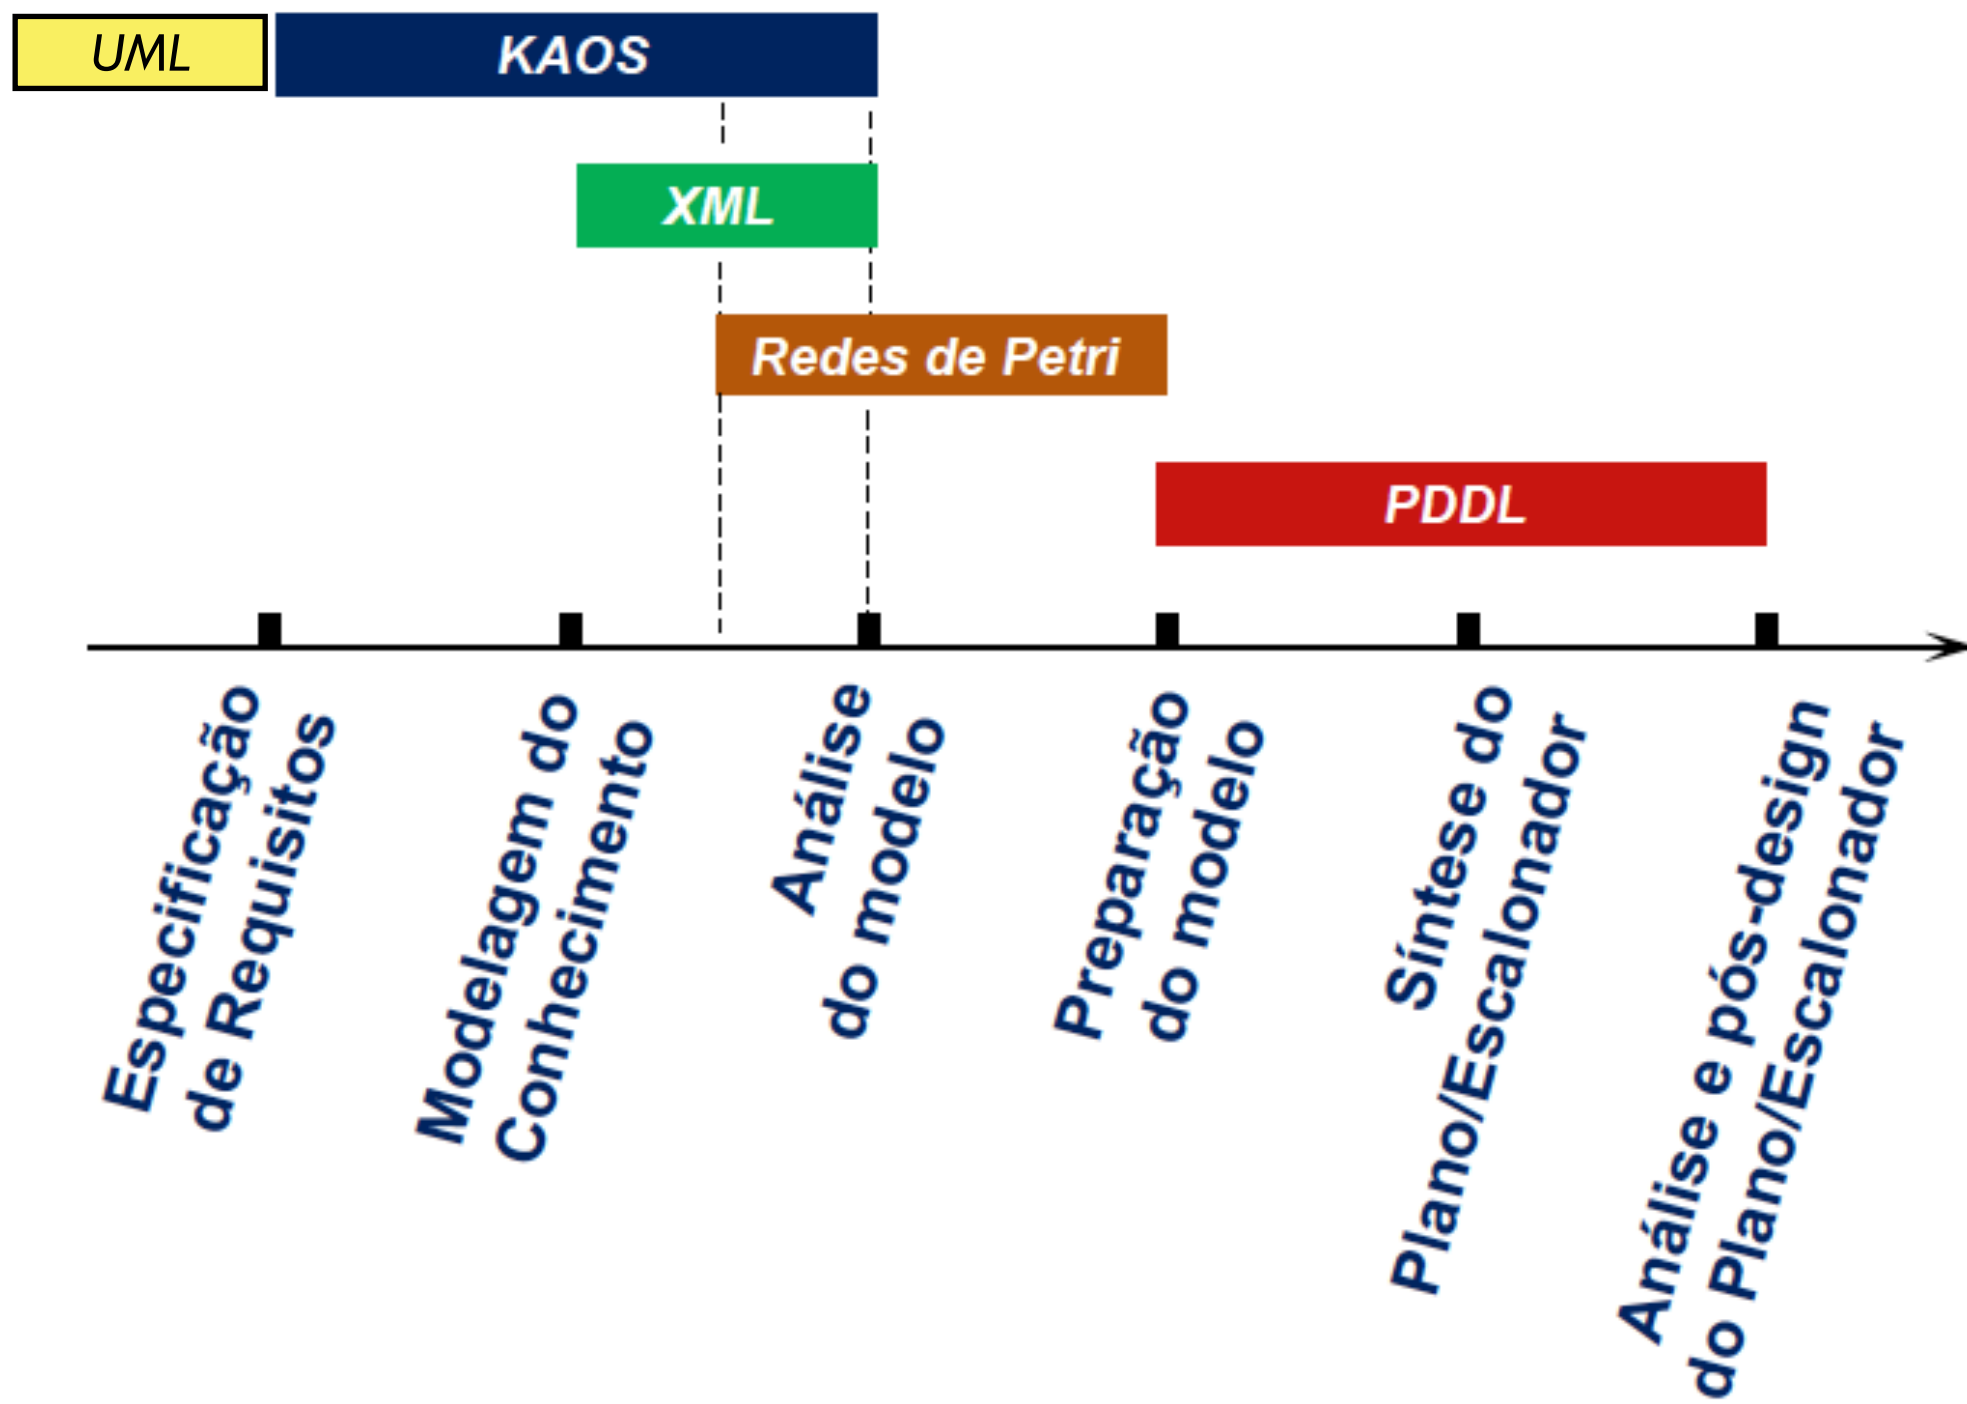 UML
KAOS
XML
Redes de Petri
PDDL
Especificação
de Requisitos
Modelagem do
Conhecimento
Análise
do modelo
Preparação
do modelo
Síntese do
Plano/Escalonador
Análise e pós-design
do Plano/Escalonador